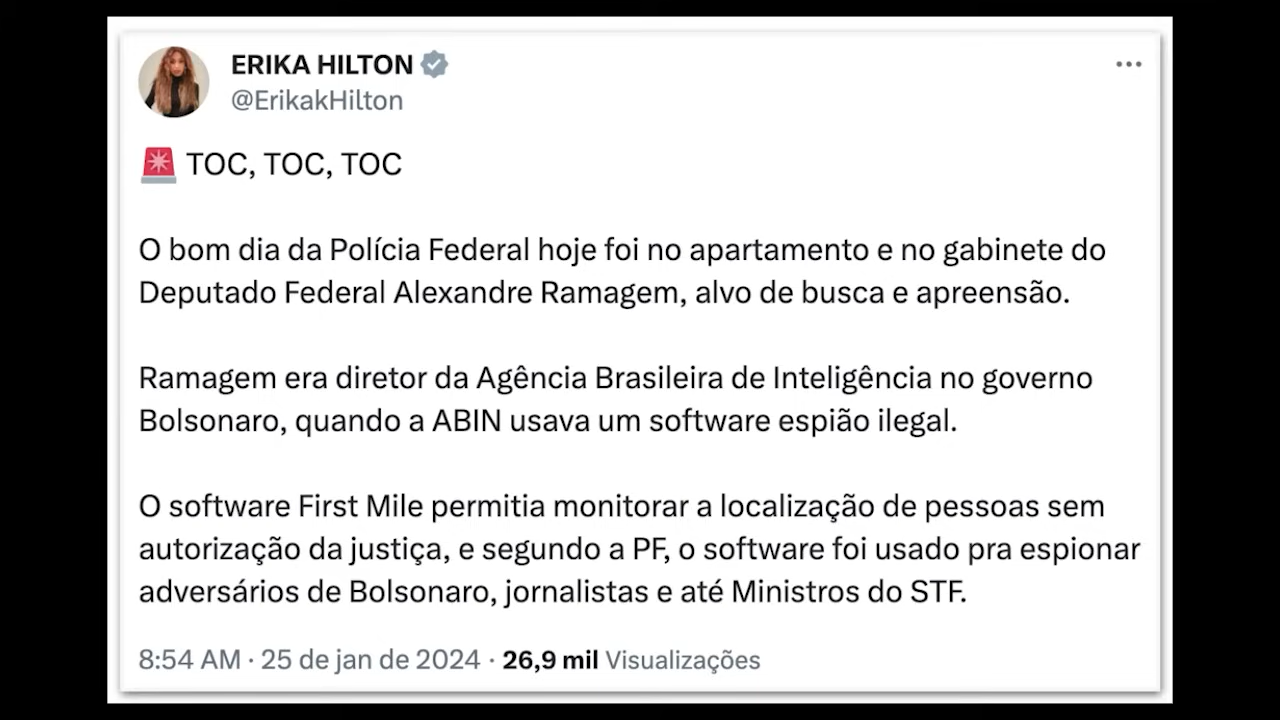 ERIKA HILTON
@ErikakHilton
🚨 TOC, TOC, TOC
O bom dia da Polícia Federal hoje foi no apartamento e no gabinete do
Deputado Federal Alexandre Ramagem, alvo de busca e apreensão.
Ramagem era diretor da Agência Brasileira de Inteligência no governo
Bolsonaro, quando a ABIN usava um software espião ilegal.
O software First Mile permitia monitorar a localização de pessoas sem
autorização da justiça, e segundo a PF, o software foi usado pra espionar
adversários de Bolsonaro, jornalistas e até Ministros do STF.
8:54 AM · 25 de jan de 2024 · 26,9 mil Visualizações